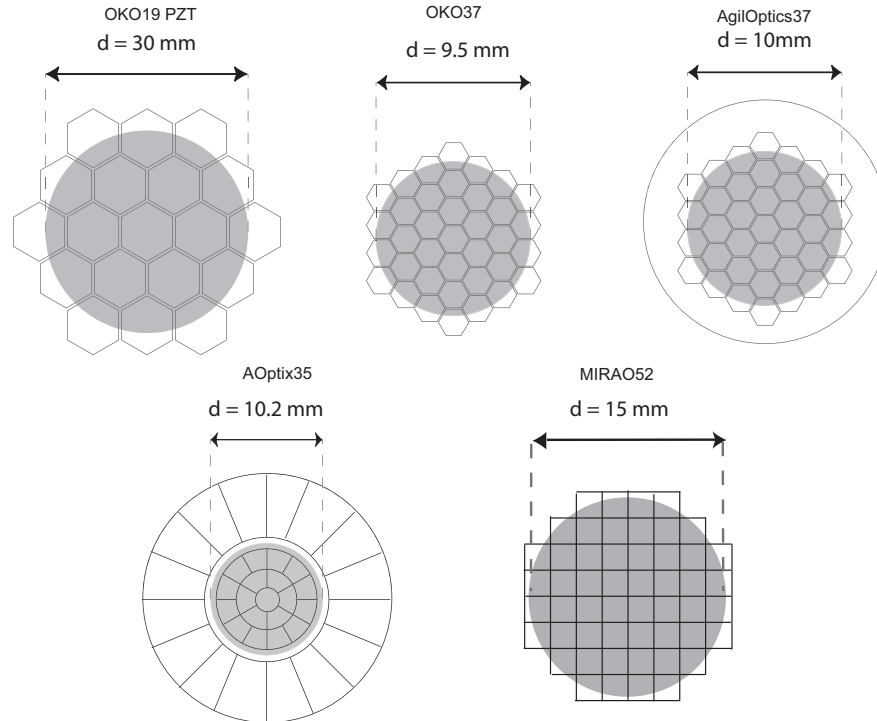 OKO19 PZT
d = 30 mm
OKO37
d = 9.5 mm
AgilOptics37
d = 10mm
AOptix35
d = 10.2 mm
MIRAO52
d = 15 mm